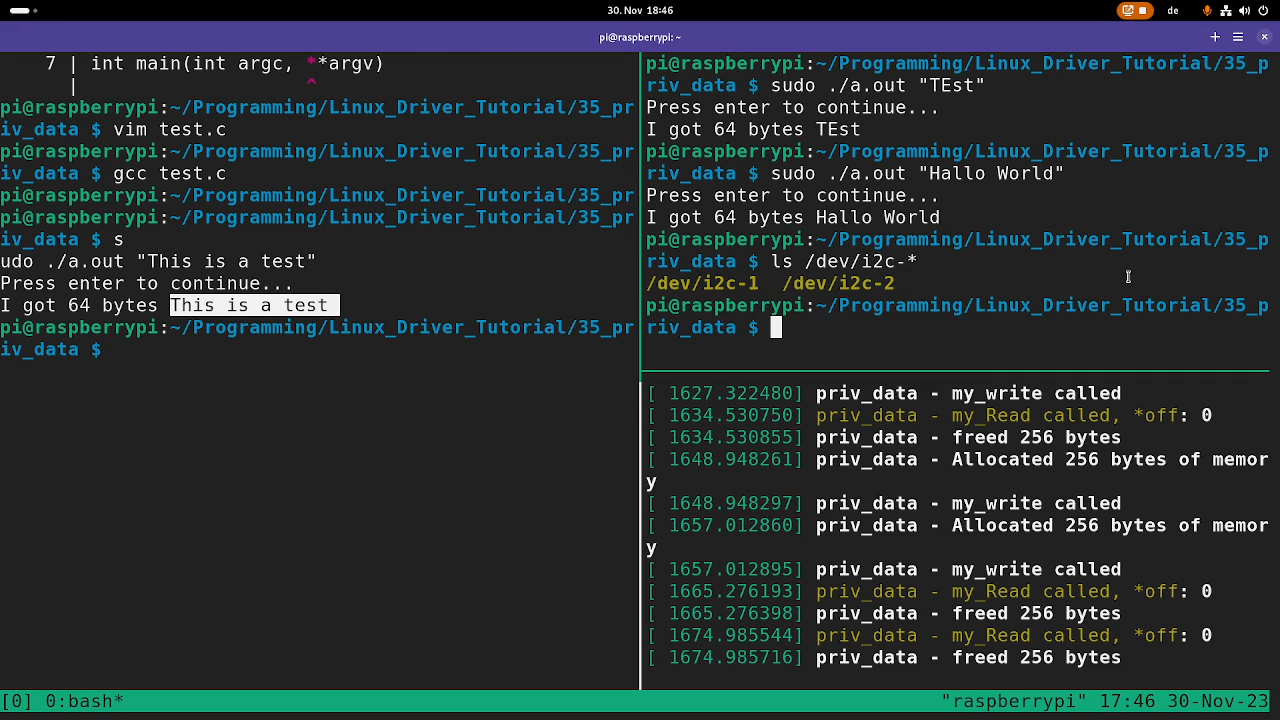 30. Nov 18:46
de
pi@raspberrypi: ~
7 | int main(int argc, **argv)
| ^
pi@raspberrypi:~/Programming/Linux_Driver_Tutorial/35_pr
iv_data $ vim test.c
pi@raspberrypi:~/Programming/Linux_Driver_Tutorial/35_pr
iv_data $ gcc test.c
pi@raspberrypi:~/Programming/Linux_Driver_Tutorial/35_pr
pi@raspberrypi:~/Programming/Linux_Driver_Tutorial/35_pr
iv_data $ s
udo ./a.out "This is a test"
Press enter to continue...
I got 64 bytes This is a test
pi@raspberrypi:~/Programming/Linux_Driver_Tutorial/35_pr
iv_data $
pi@raspberrypi:~/Programming/Linux_Driver_Tutorial/35_p
riv_data $ sudo ./a.out "TEst"
Press enter to continue...
I got 64 bytes TEst
pi@raspberrypi:~/Programming/Linux_Driver_Tutorial/35_p
riv_data $ sudo ./a.out "Hallo World"
Press enter to continue...
I got 64 bytes Hallo World
pi@raspberrypi:~/Programming/Linux_Driver_Tutorial/35_p
riv_data $ ls /dev/i2c-*
/dev/i2c-1  /dev/i2c-2
pi@raspberrypi:~/Programming/Linux_Driver_Tutorial/35_p
riv_data $
[ 1627.322480] priv_data - my_write called
[ 1634.530750] priv_data - my_Read called, *off: 0
[ 1634.530855] priv_data - freed 256 bytes
[ 1648.948261] priv_data - Allocated 256 bytes of memor
y
[ 1648.948297] priv_data - my_write called
[ 1657.012860] priv_data - Allocated 256 bytes of memor
y
[ 1657.012895] priv_data - my_write called
[ 1665.276193] priv_data - my_Read called, *off: 0
[ 1665.276398] priv_data - freed 256 bytes
[ 1674.985544] priv_data - my_Read called, *off: 0
[ 1674.985716] priv_data - freed 256 bytes
[0] 0:bash* "raspberrypi" 17:46 30-Nov-23